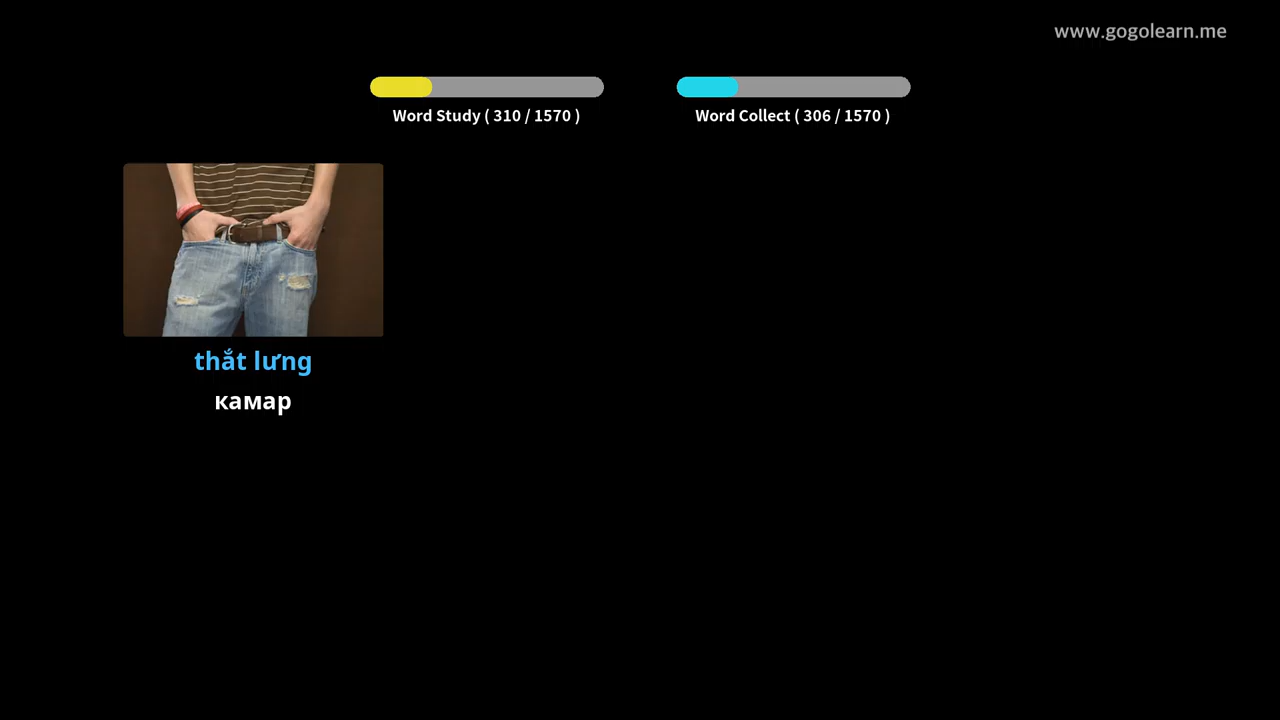 www.gogolearn.me
Word Study ( 310 / 1570 )
Word Collect ( 306 / 1570 )
thắt lưng
камар